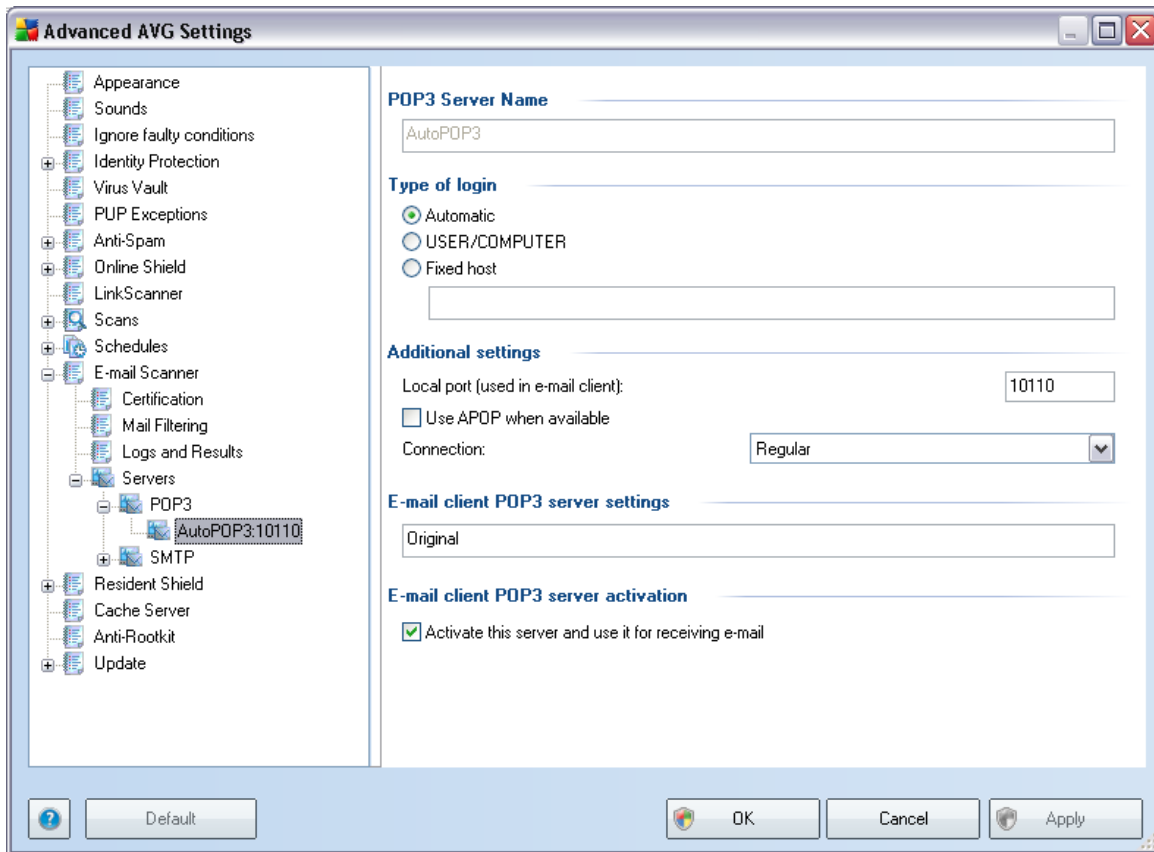 Advanced AVG Settings
Appearance
Sounds
Ignore faulty conditions
Identity Protection
Virus Vault
PUP Exceptions
Anti-Spam
Online Shield
LinkScanner
Scans
Schedules
E-mail Scanner
Certification
Mail Filtering
Logs and Results
Servers
POP3
AutoPOP3:10110
SMTP
Resident Shield
Cache Server
Anti-Rootkit
Update
POP3 Server Name
AutoPOP3
Type of login
Automatic
USER/COMPUTER
Fixed host
Additional settings
Local port (used in e-mail client):
10110
Use APOP when available
Connection:
Regular
E-mail client POP3 server settings
Original
E-mail client POP3 server activation
Activate this server and use it for receiving e-mail
?
Default
OK
Cancel
Apply